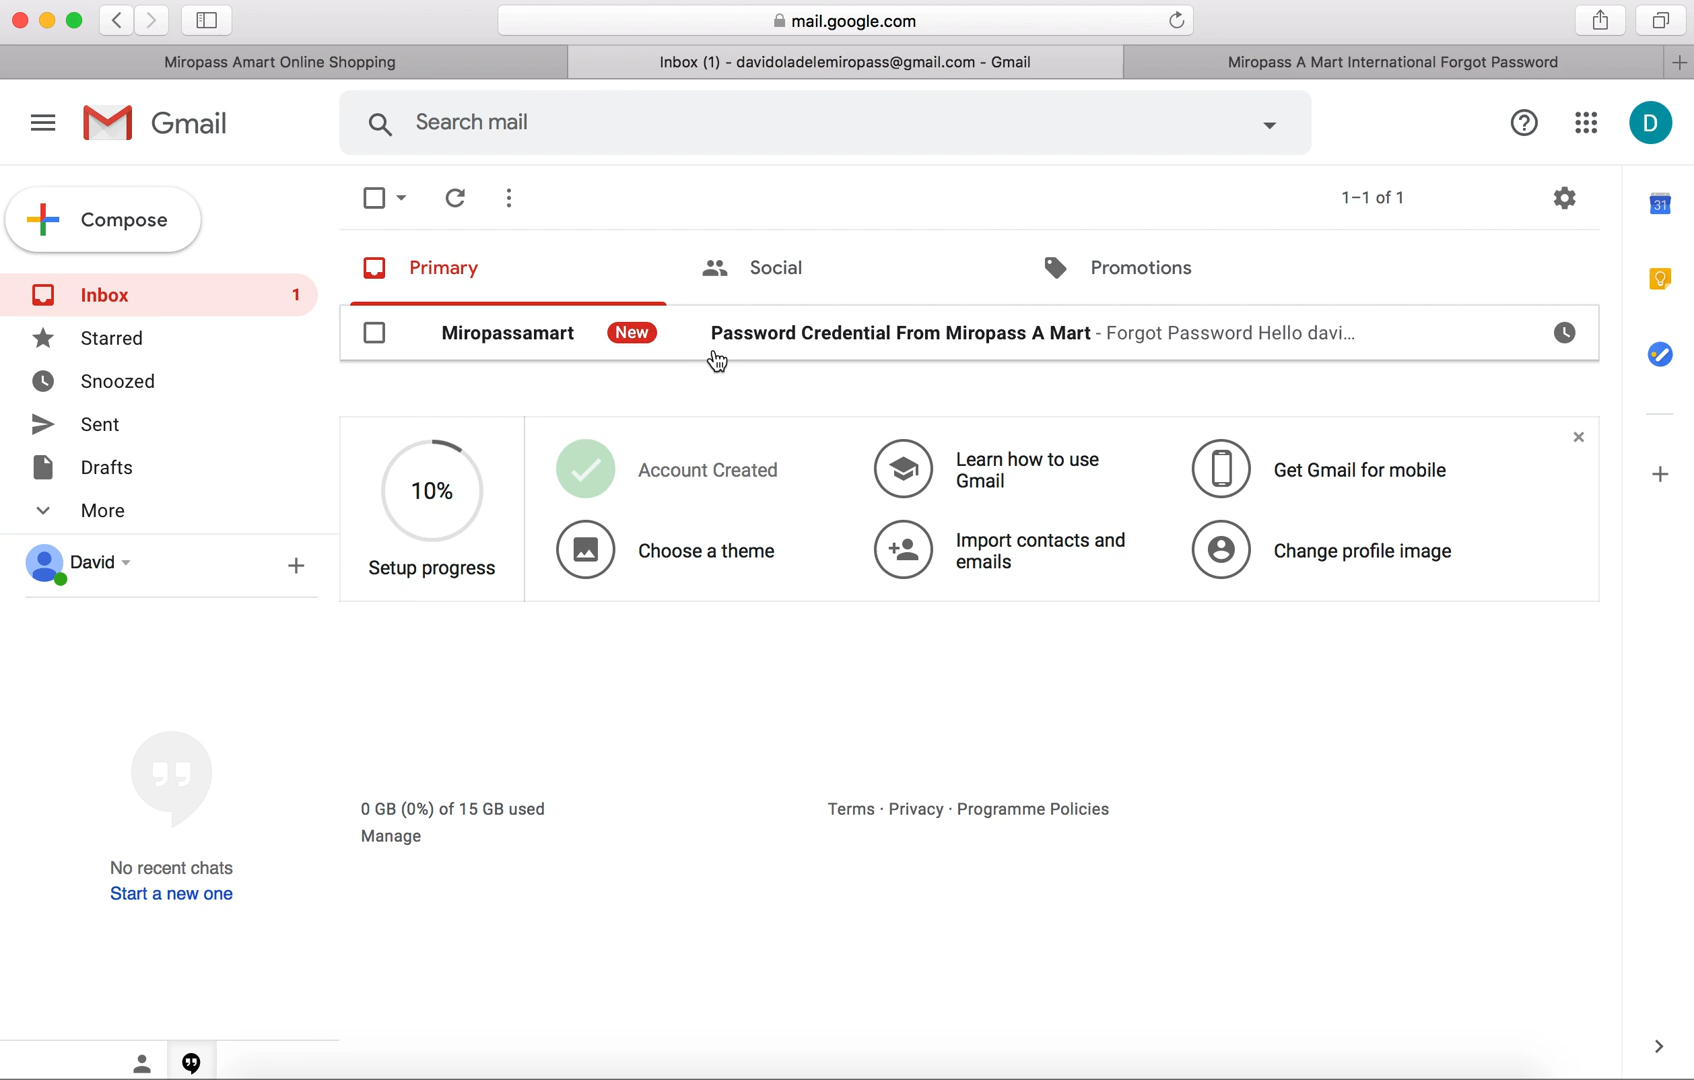 mail.google.com
Miropass Amart Online Shopping
Inbox (1) - davidoladelemiropass@gmail.com - Gmail
Miropass A Mart International Forgot Password
Gmail
Search mail
D
Compose
1–1 of 1
31
Primary
Social
Promotions
Inbox 1
Miropassamart New Password Credential From Miropass A Mart - Forgot Password Hello davi...
Starred
Snoozed
Sent
Drafts
More
10%
Setup progress
Account Created
Learn how to use
Gmail
Get Gmail for mobile
Choose a theme
Import contacts and
emails
Change profile image
David
0 GB (0%) of 15 GB used
Manage
Terms · Privacy · Programme Policies
No recent chats
Start a new one